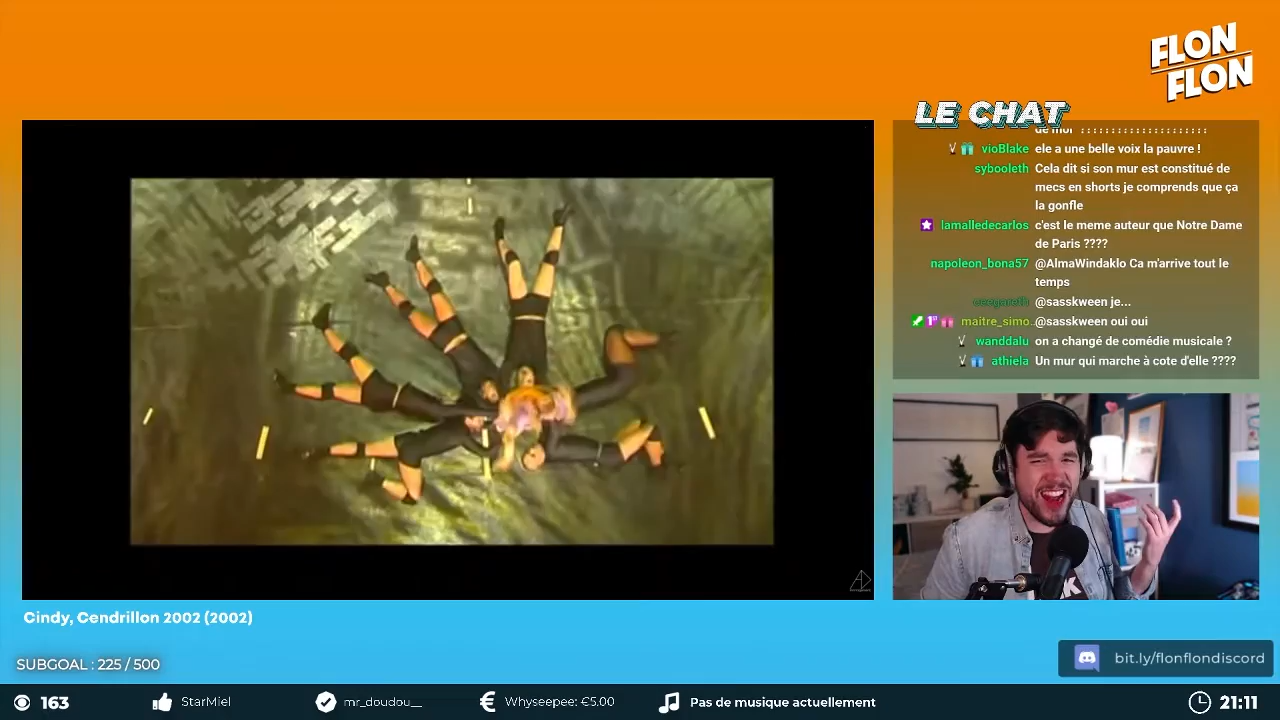 FLON
FLON
LE CHAT
de moi
vioBlake ele a une belle voix la pauvre !
sybooleth Cela dit si son mur est constitué de
mecs en shorts je comprends que ça
la gonfle
lamalledecarlos c'est le meme auteur que Notre Dame
de Paris ????
napoleon_bona57 @AlmaWindaklo Ca m'arrive tout le
temps
@sasskween je...
maitre_simo.. @sasskween oui oui
wanddalu on a changé de comédie musicale ?
athiela Un mur qui marche à cote d'elle ????
Cindy, Cendrillon 2002 (2002)
SUBGOAL : 225 / 500
bit.ly/flonflondiscord
163 StarMiel mr_doudou__ € Whyseepee: €5.00 Pas de musique actuellement 21:11